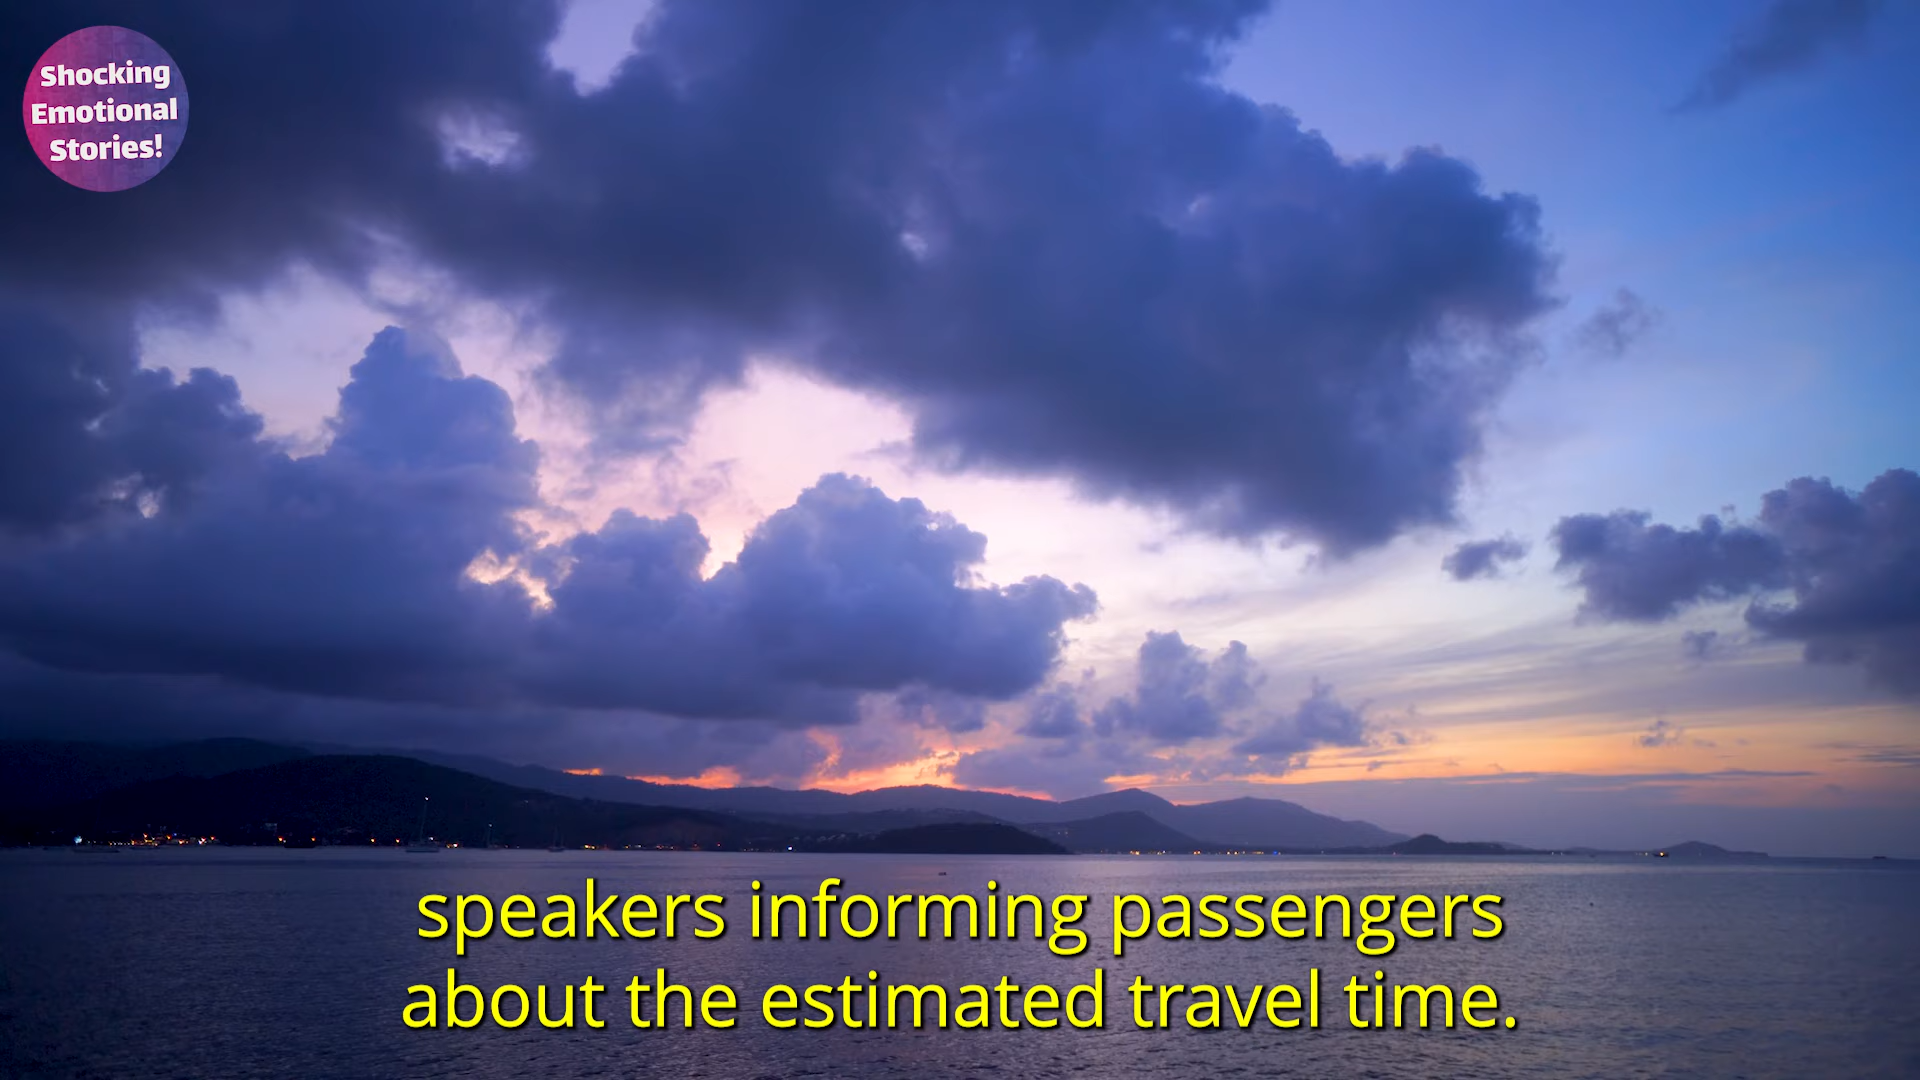 Shocking
Emotional
Stories!
speakers informing passengers
about the estimated travel time.